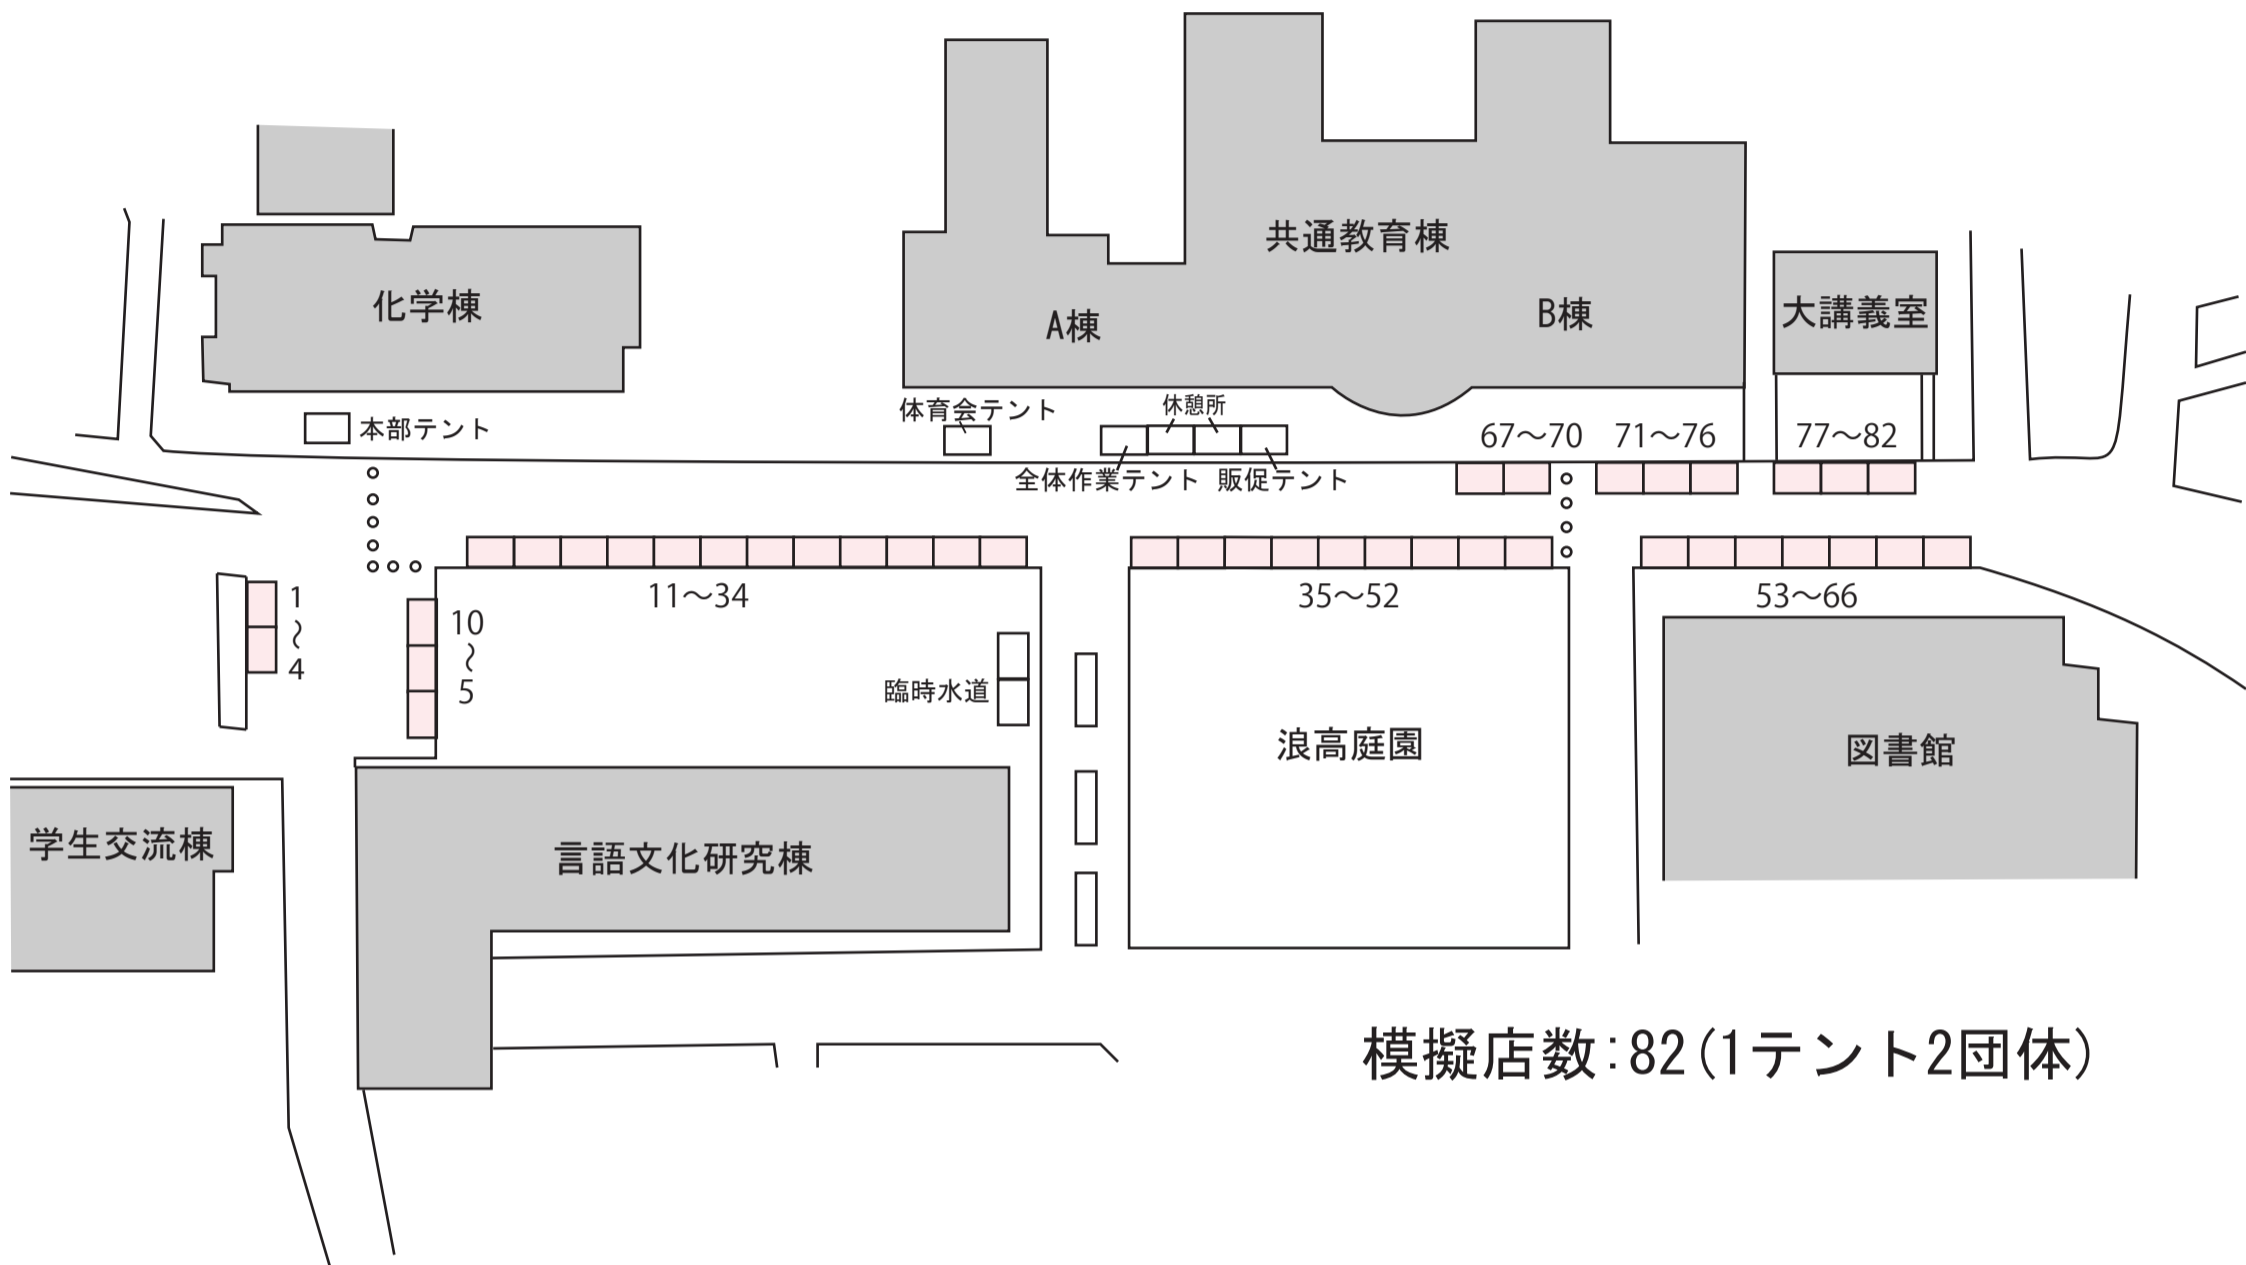 共通教育棟
化学棟
A棟
B棟
大講義室
体育会テント
休憩所
本部テント
67〜70
71〜76
77〜82
全体作業テント
販促テント
1〜4
10〜5
11〜34
35〜52
53〜66
臨時水道
浪高庭園
図書館
学生交流棟
言語文化研究棟
模擬店数:82(1テント2団体)